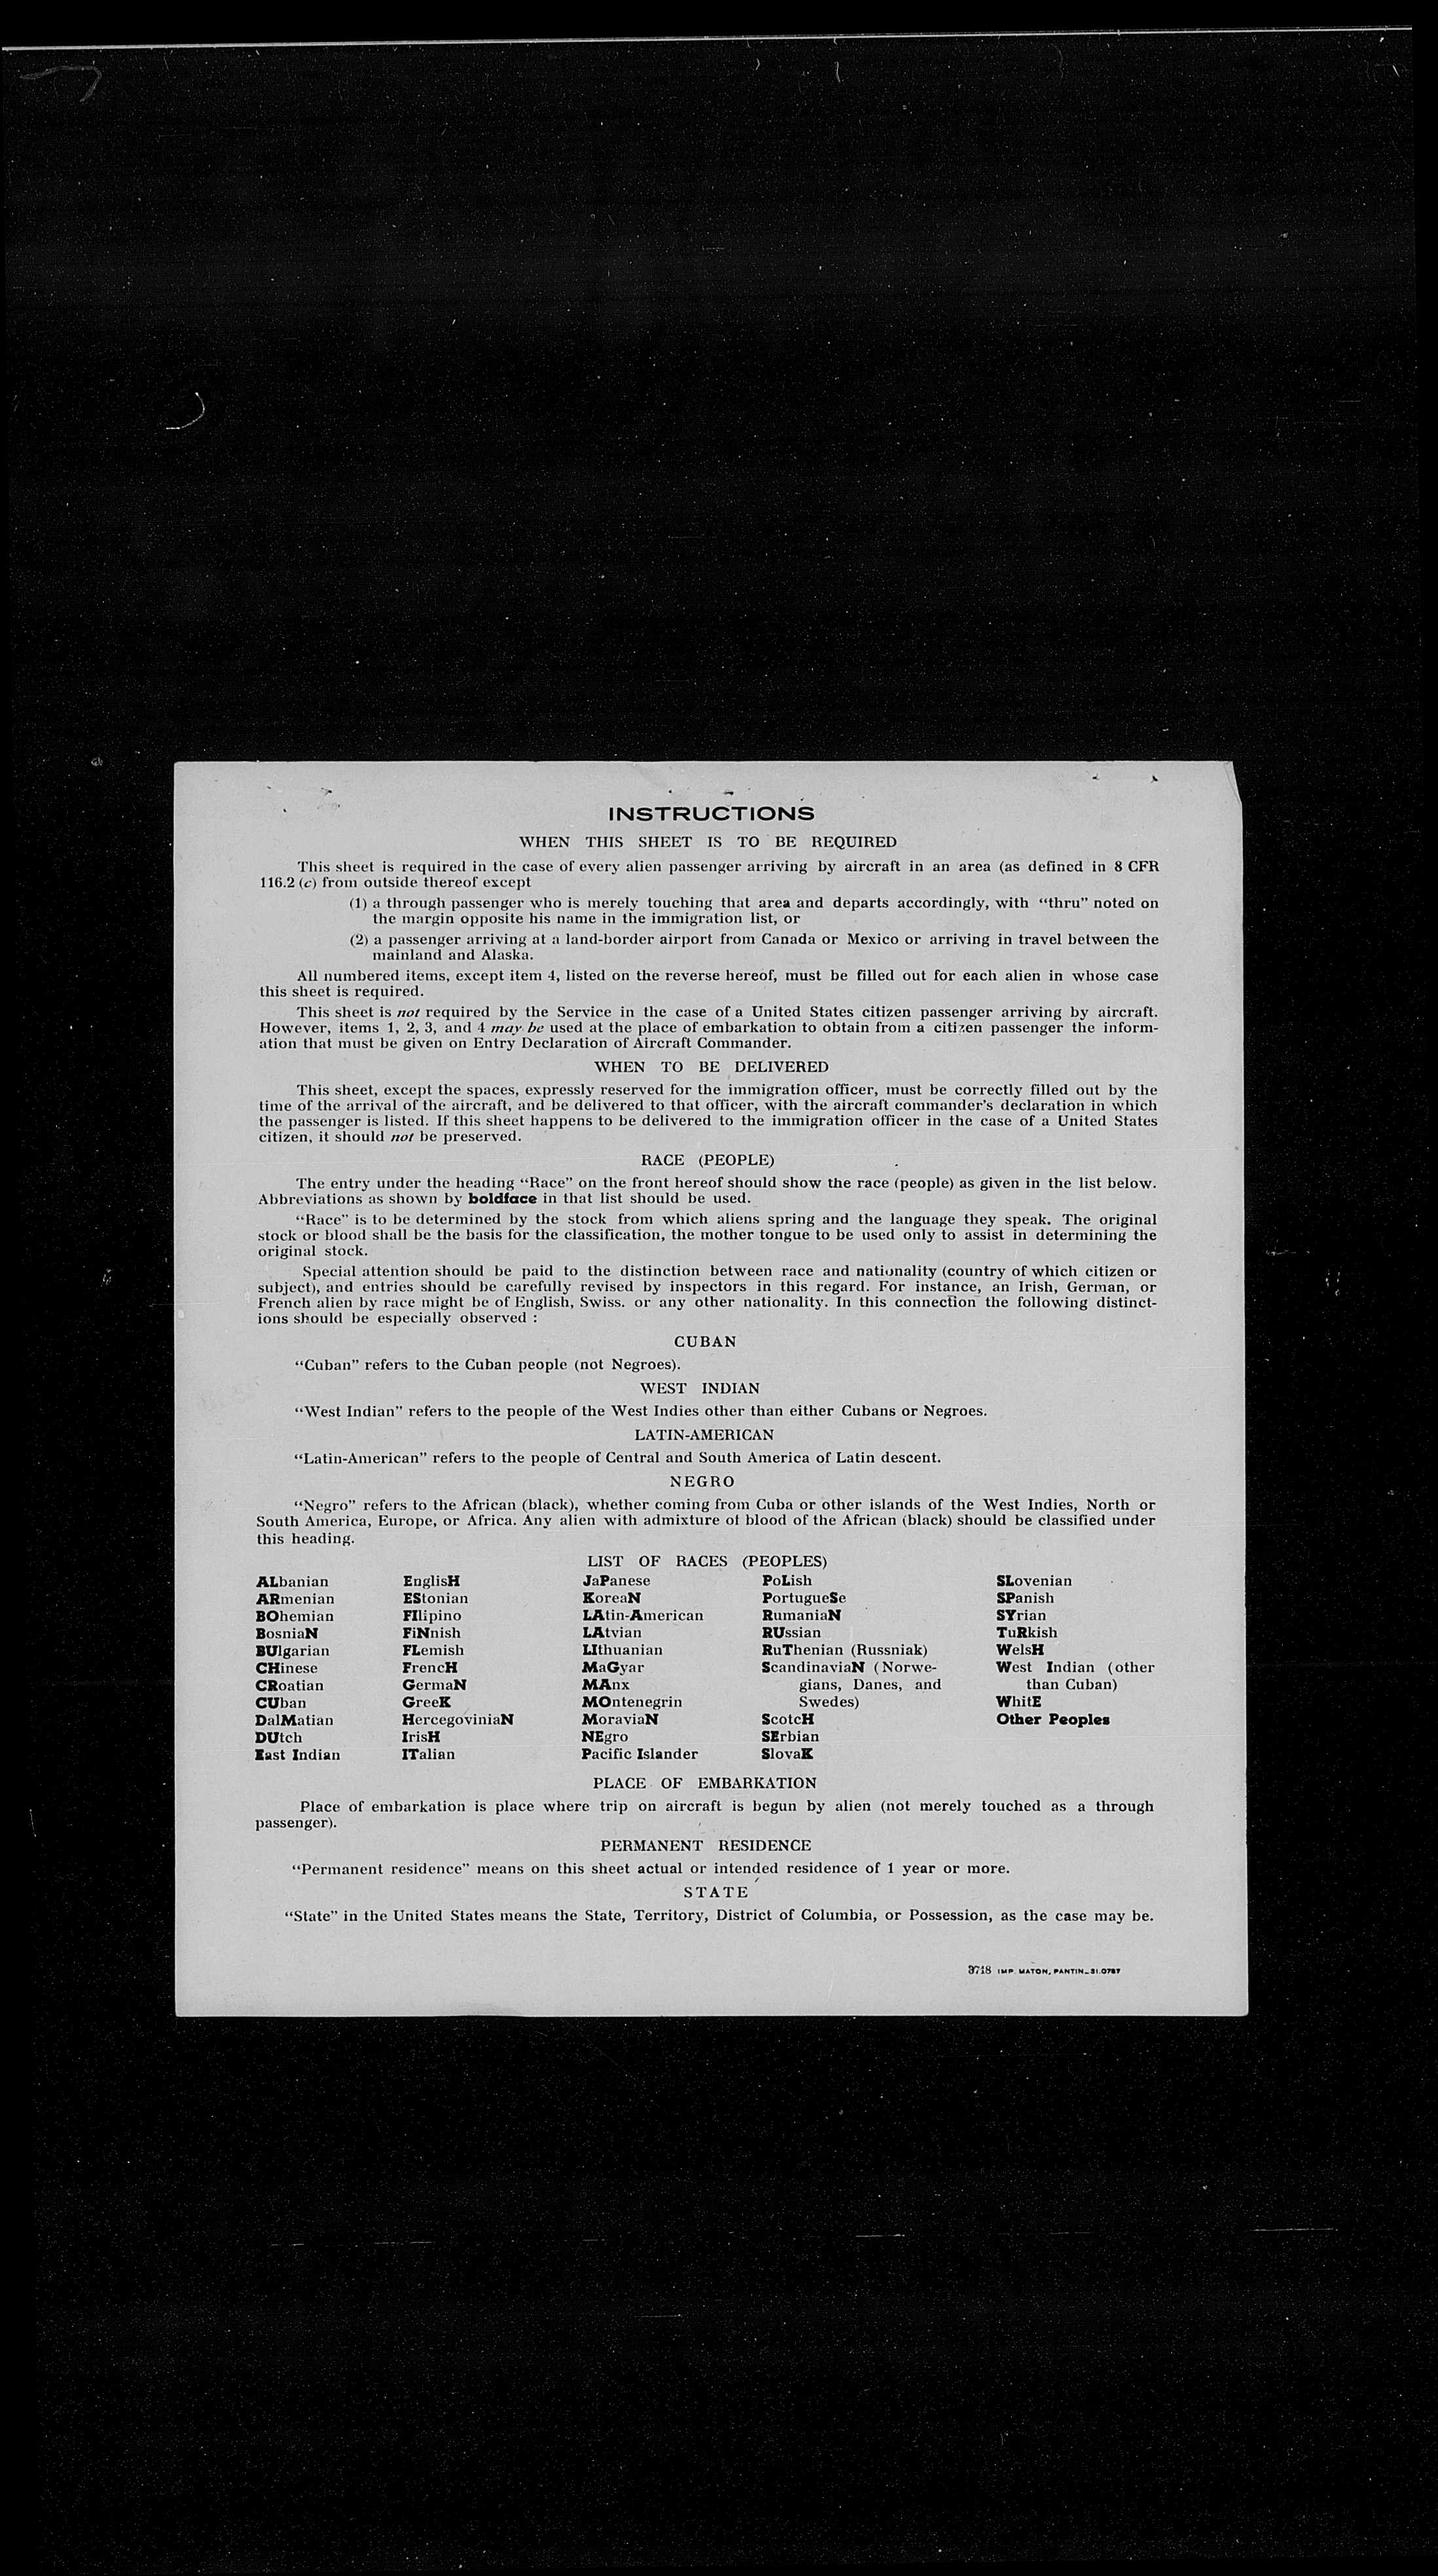 INSTRUCTIONS
WHEN THIS SHEET IS TO BE REQUIRED
This sheet is required in the case of every alien passenger arriving by aircraft in an area (as defined in 8 CFR
116.2 (c) from outside thereof except
(1) a through passenger who is merely touching that area and departs accordingly, with “thru” noted on
the margin opposite his name in the immigration list, or
(2) a passenger arriving at a land-border airport from Canada or Mexico or arriving in travel between the
mainland and Alaska.
All numbered items, except item 4, listed on the reverse hereof, must be filled out for each alien in whose case
this sheet is required.
This sheet is not required by the Service in the case of a United States citizen passenger arriving by aircraft.
However, items 1, 2, 3, and 4 may be used at the place of embarkation to obtain from a citizen passenger the inform-
ation that must be given on Entry Declaration of Aircraft Commander.
WHEN TO BE DELIVERED
This sheet, except the spaces, expressly reserved for the immigration officer, must be correctly filled out by the
time of the arrival of the aircraft, and be delivered to that officer, with the aircraft commander’s declaration in which
the passenger is listed. If this sheet happens to be delivered to the immigration officer in the case of a United States
citizen, it should not be preserved.
RACE (PEOPLE)
The entry under the heading “Race” on the front hereof should show the race (people) as given in the list below.
Abbreviations as shown by boldface in that list should be used.
“Race” is to be determined by the stock from which aliens spring and the language they speak. The original
stock or blood shall be the basis for the classification, the mother tongue to be used only to assist in determining the
original stock.
Special attention should be paid to the distinction between race and nationality (country of which citizen or
subject), and entries should be carefully revised by inspectors in this regard. For instance, an Irish, German, or
French alien by race might be of English, Swiss. or any other nationality. In this connection the following distinct-
ions should be especially observed :
CUBAN
“Cuban” refers to the Cuban people (not Negroes).
WEST INDIAN
“West Indian” refers to the people of the West Indies other than either Cubans or Negroes.
LATIN-AMERICAN
“Latin-American” refers to the people of Central and South America of Latin descent.
NEGRO
“Negro” refers to the African (black), whether coming from Cuba or other islands of the West Indies, North or
South America, Europe, or Africa. Any alien with admixture of blood of the African (black) should be classified under
this heading.
LIST OF RACES (PEOPLES)
ALbanian
ARmenian
BOhemian
BosniaN
BUlgarian
CHinese
CRoatian
CUban
DalMatian
DUtch
East Indian
EnglisH
EStonian
FIlipino
FiNnish
FLemish
FrencH
GermaN
GreeK
HercegoviniaN
IrisH
ITalian
JaPanese
KoreaN
LAtin-American
LAtvian
LIthuanian
MaGyar
MAnx
MOntenegrin
MoraviaN
NEgro
Pacific Islander
PoLish
PortugueSe
RumaniaN
RUssian
RuThenian (Russniak)
ScandinaviaN (Norwe-
gians, Danes, and
Swedes)
ScotcH
SErbian
SlovaK
SLovenian
SPanish
SYrian
TuRkish
WelsH
West Indian (other
than Cuban)
WhitE
Other Peoples
PLACE OF EMBARKATION
Place of embarkation is place where trip on aircraft is begun by alien (not merely touched as a through
passenger).
PERMANENT RESIDENCE
“Permanent residence” means on this sheet actual or intended residence of 1 year or more.
STATE
“State” in the United States means the State, Territory, District of Columbia, or Possession, as the case may be.
3718 IMP. MATON, PANTIN_31.0787